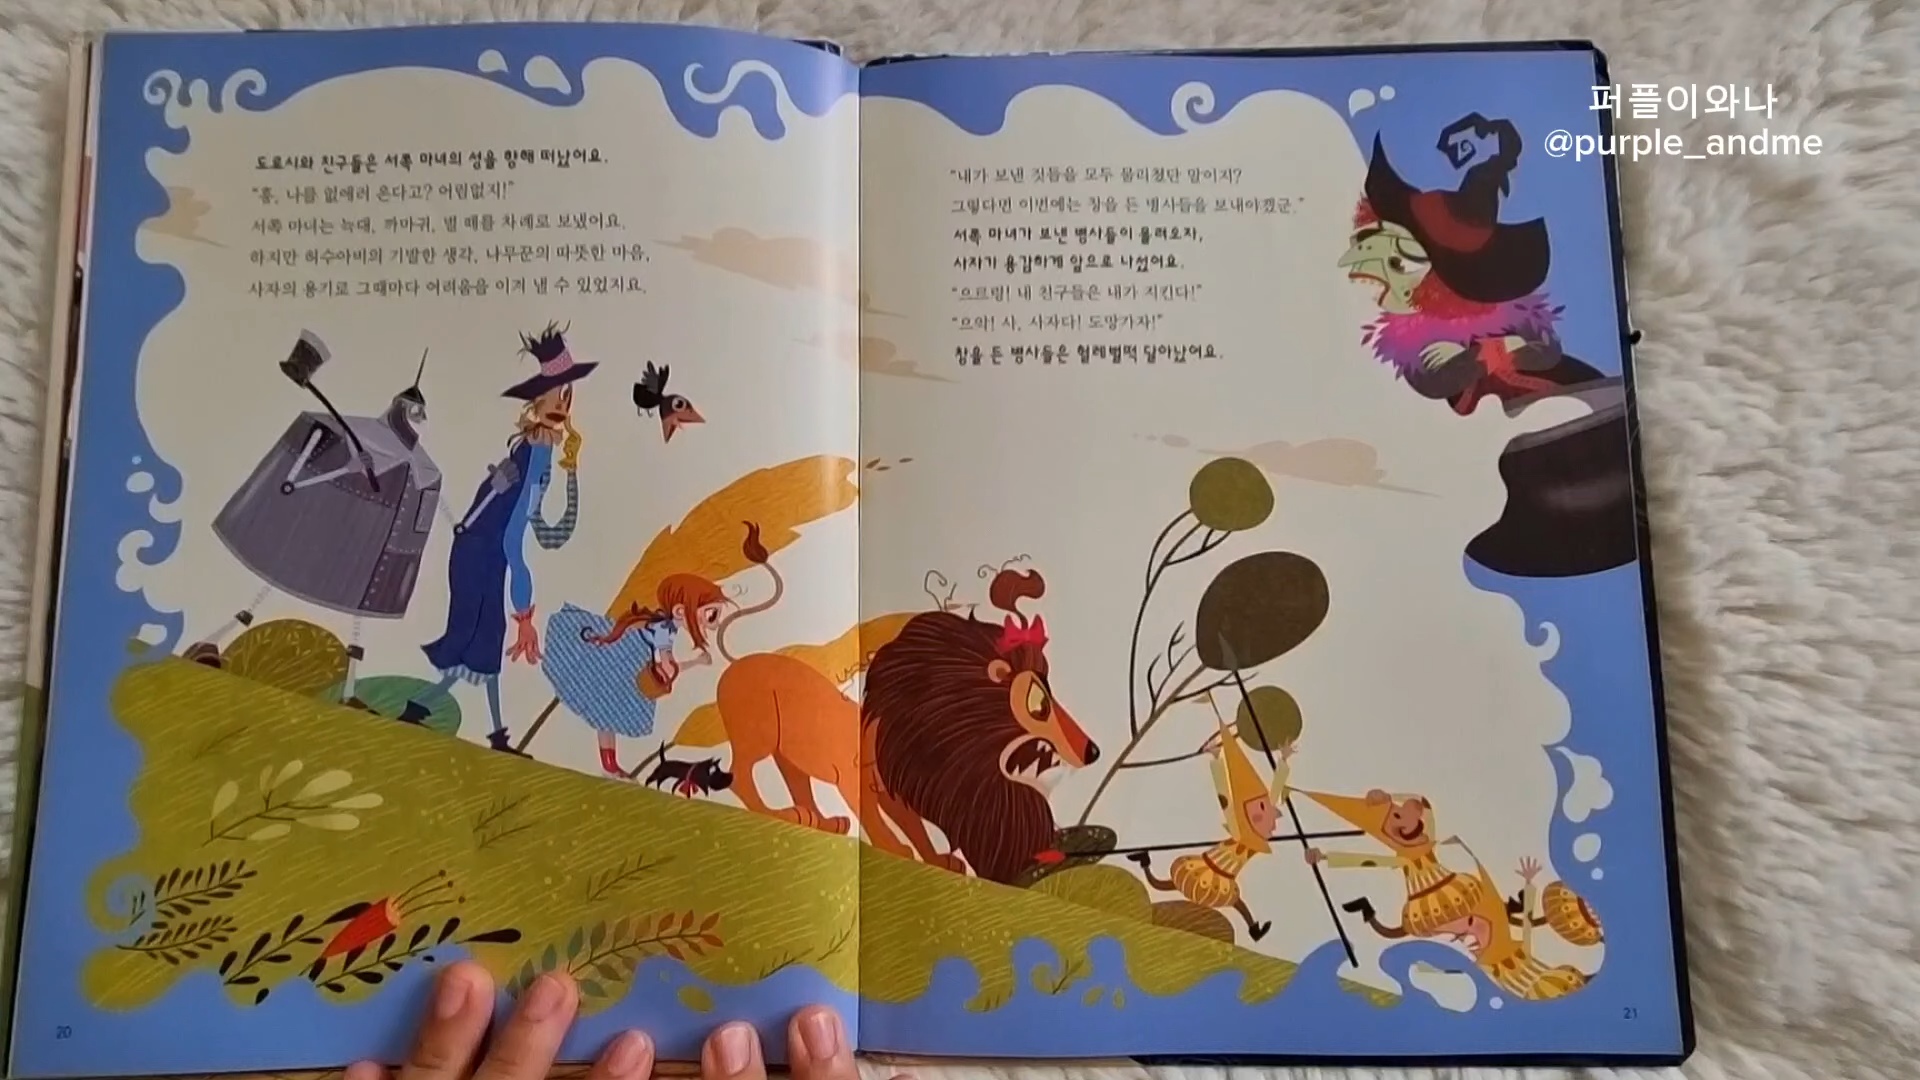 도로시와 친구들은 서쪽 마녀의 성을 향해 떠났어요.
“흥, 나를 없애러 온다고? 어림없지!”
서쪽 마녀는 늑대, 까마귀, 벌 떼를 차례로 보냈어요.
하지만 허수아비의 기발한 생각, 나무꾼의 따뜻한 마음,
사자의 용기로 그때마다 어려움을 이겨 낼 수 있었지요.
20
“내가 보낸 것들을 모두 물리쳤단 말이지?
그렇다면 이번에는 창을 든 병사들을 보내야겠군.”
서쪽 마녀가 보낸 병사들이 몰려오자,
사자가 용감하게 앞으로 나섰어요.
“으르렁! 내 친구들은 내가 지킨다!”
“으악! 사, 사자다! 도망가자!”
창을 든 병사들은 헐레벌떡 달아났어요.
21
퍼플이와나
@purple_andme